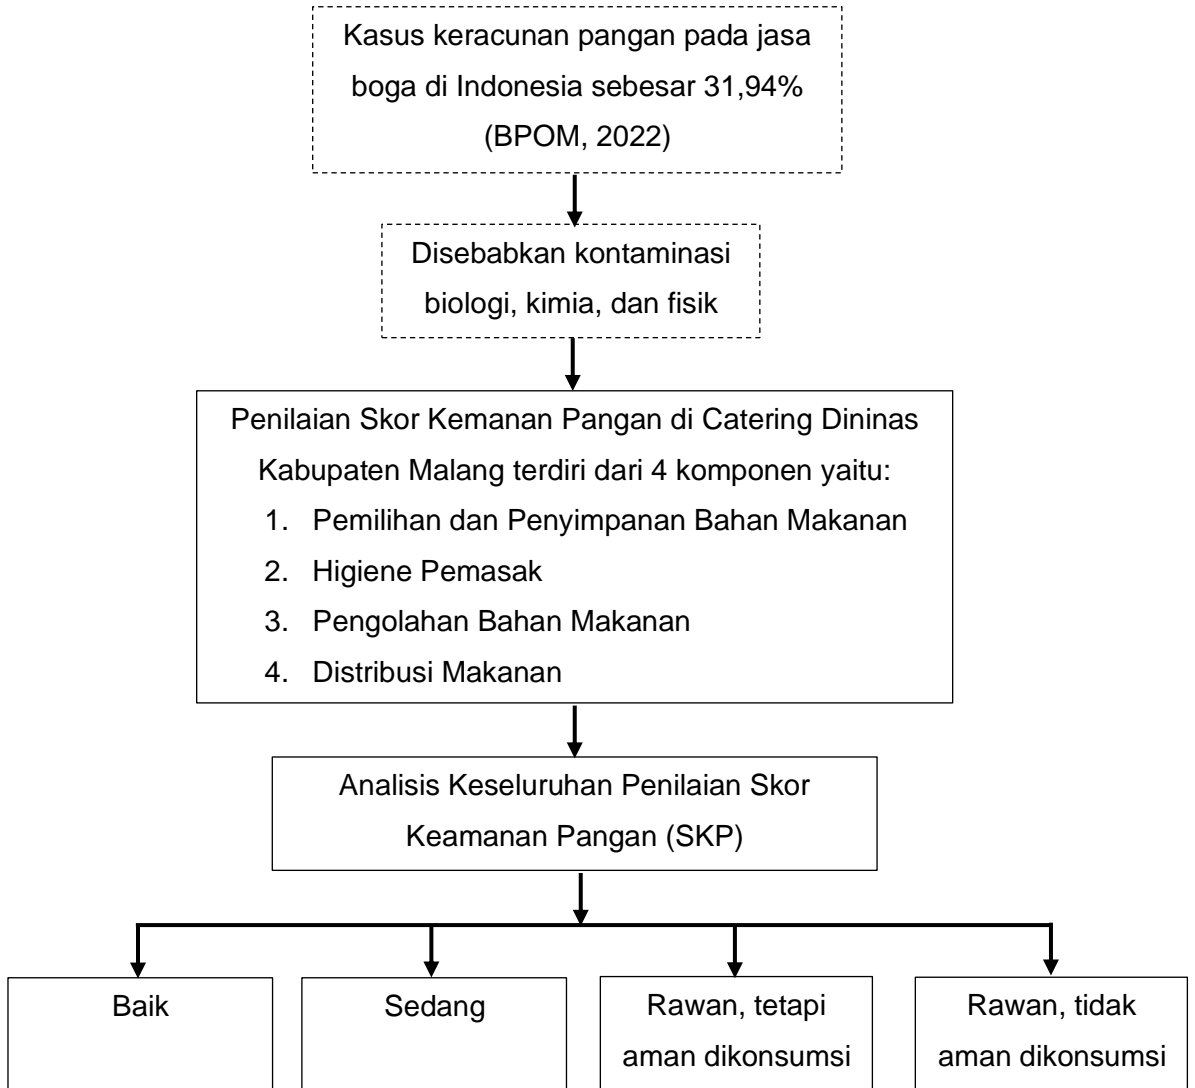 Kasus keracunan pangan pada jasa
boga di Indonesia sebesar 31,94%
(BPOM, 2022)
Disebabkan kontaminasi
biologi, kimia, dan fisik
Penilaian Skor Kemanan Pangan di Catering Dininas
Kabupaten Malang terdiri dari 4 komponen yaitu:
1. Pemilihan dan Penyimpanan Bahan Makanan
2. Higiene Pemasak
3. Pengolahan Bahan Makanan
4. Distribusi Makanan
Analisis Keseluruhan Penilaian Skor
Keamanan Pangan (SKP)
Baik
Sedang
Rawan, tetapi
aman dikonsumsi
Rawan, tidak
aman dikonsumsi